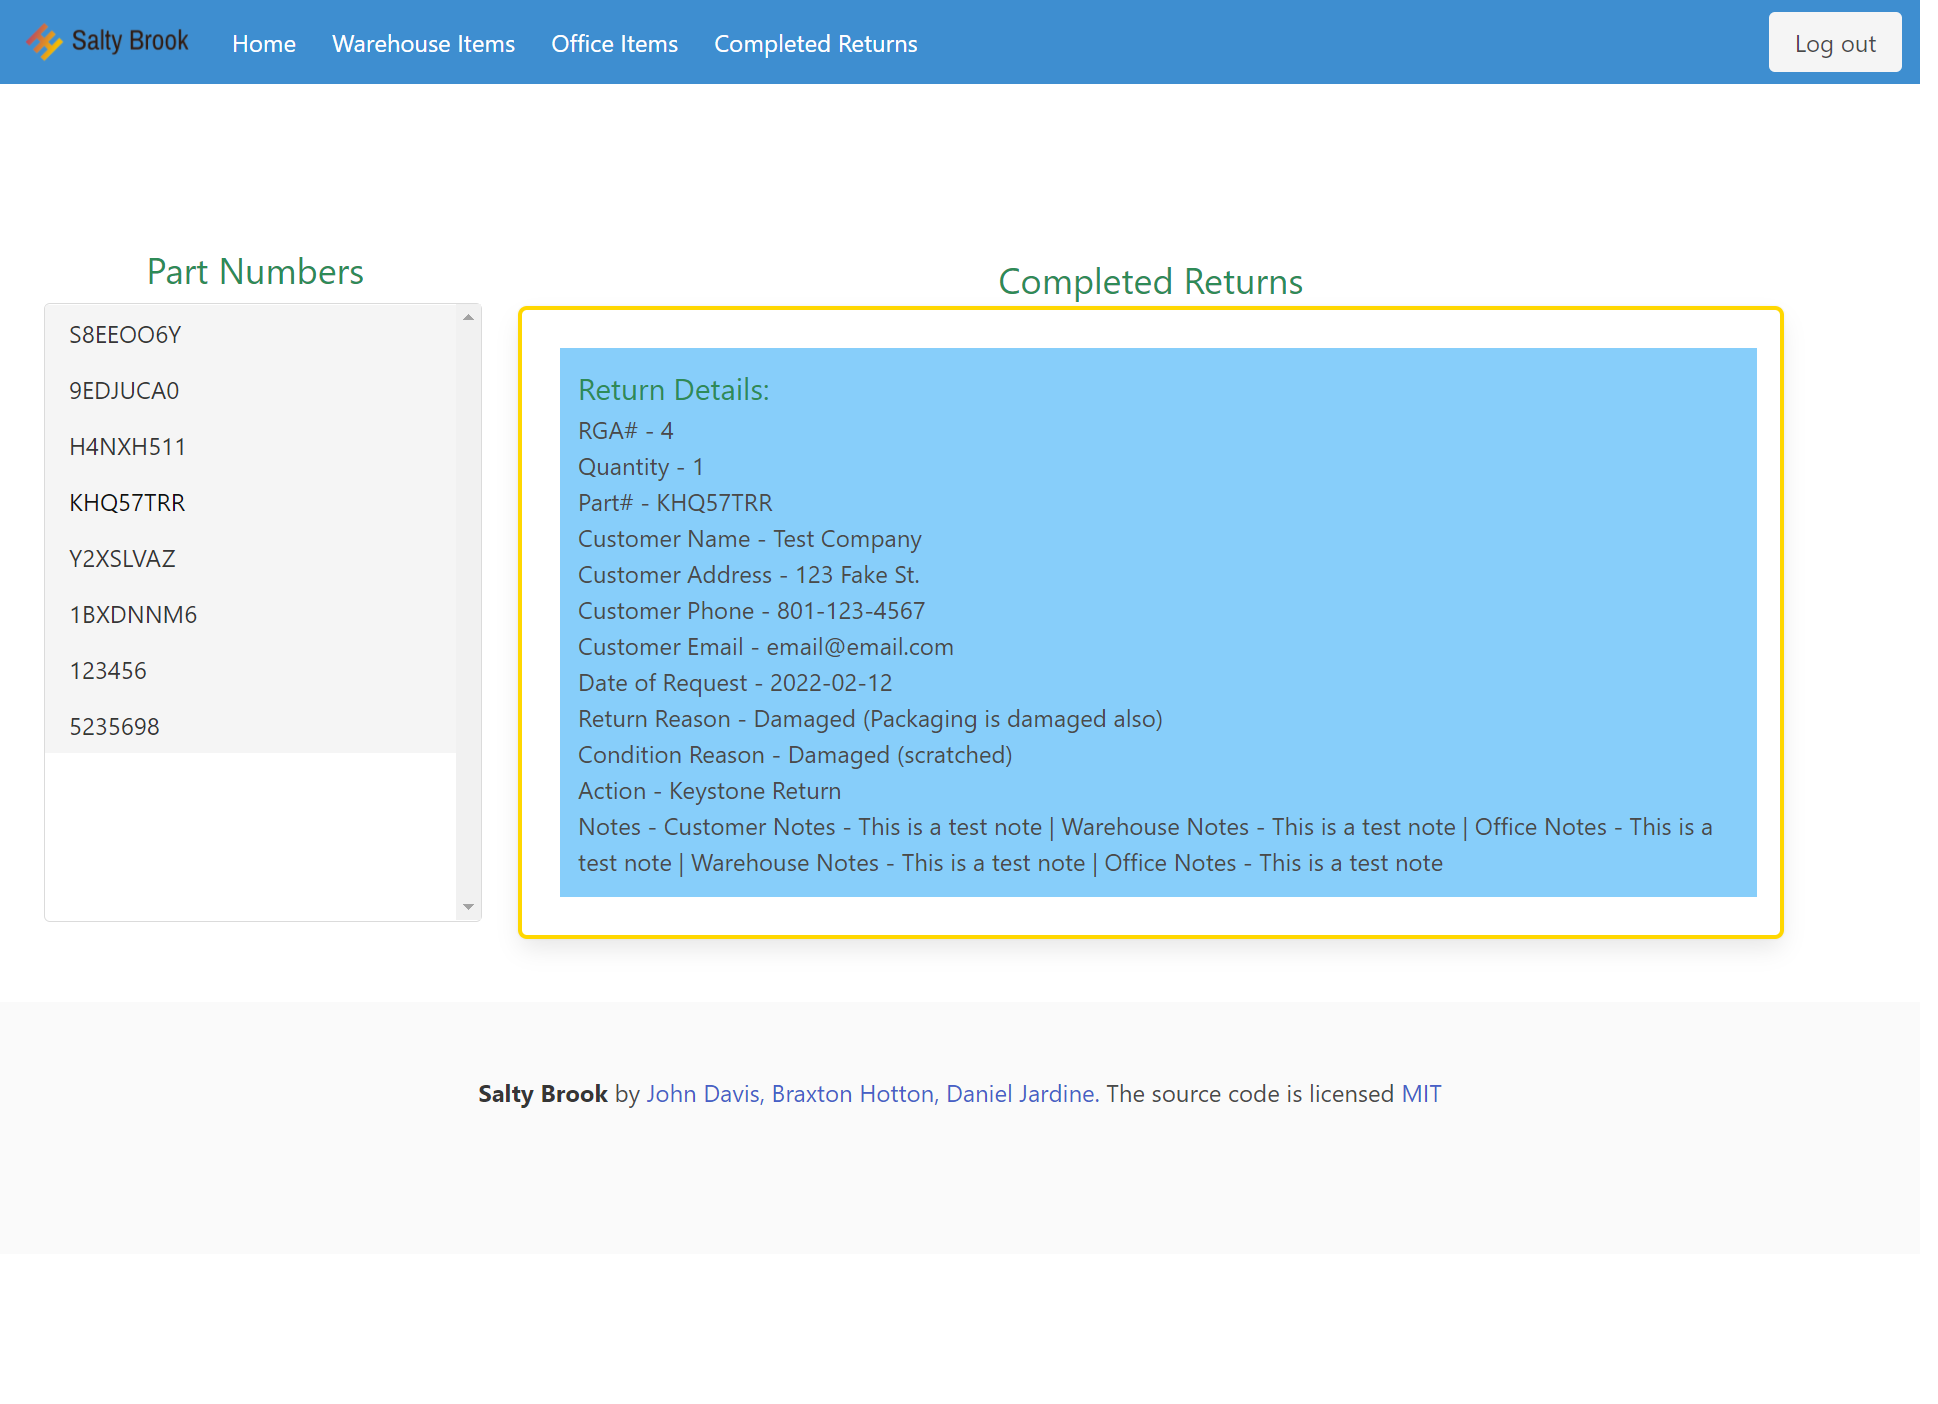 Salty Brook
Home
Warehouse Items
Office Items
Completed Returns
Log out
Part Numbers
S8EEOO6Y
9EDJUCA0
H4NXH511
KHQ57TRR
Y2XSLVAZ
1BXDNNM6
123456
5235698
Completed Returns
Return Details:
RGA# - 4
Quantity - 1
Part# - KHQ57TRR
Customer Name - Test Company
Customer Address - 123 Fake St.
Customer Phone - 801-123-4567
Customer Email - email@email.com
Date of Request - 2022-02-12
Return Reason - Damaged (Packaging is damaged also)
Condition Reason - Damaged (scratched)
Action - Keystone Return
Notes - Customer Notes - This is a test note | Warehouse Notes - This is a test note | Office Notes - This is a
test note | Warehouse Notes - This is a test note | Office Notes - This is a test note
Salty Brook by John Davis, Braxton Hotton, Daniel Jardine. The source code is licensed MIT